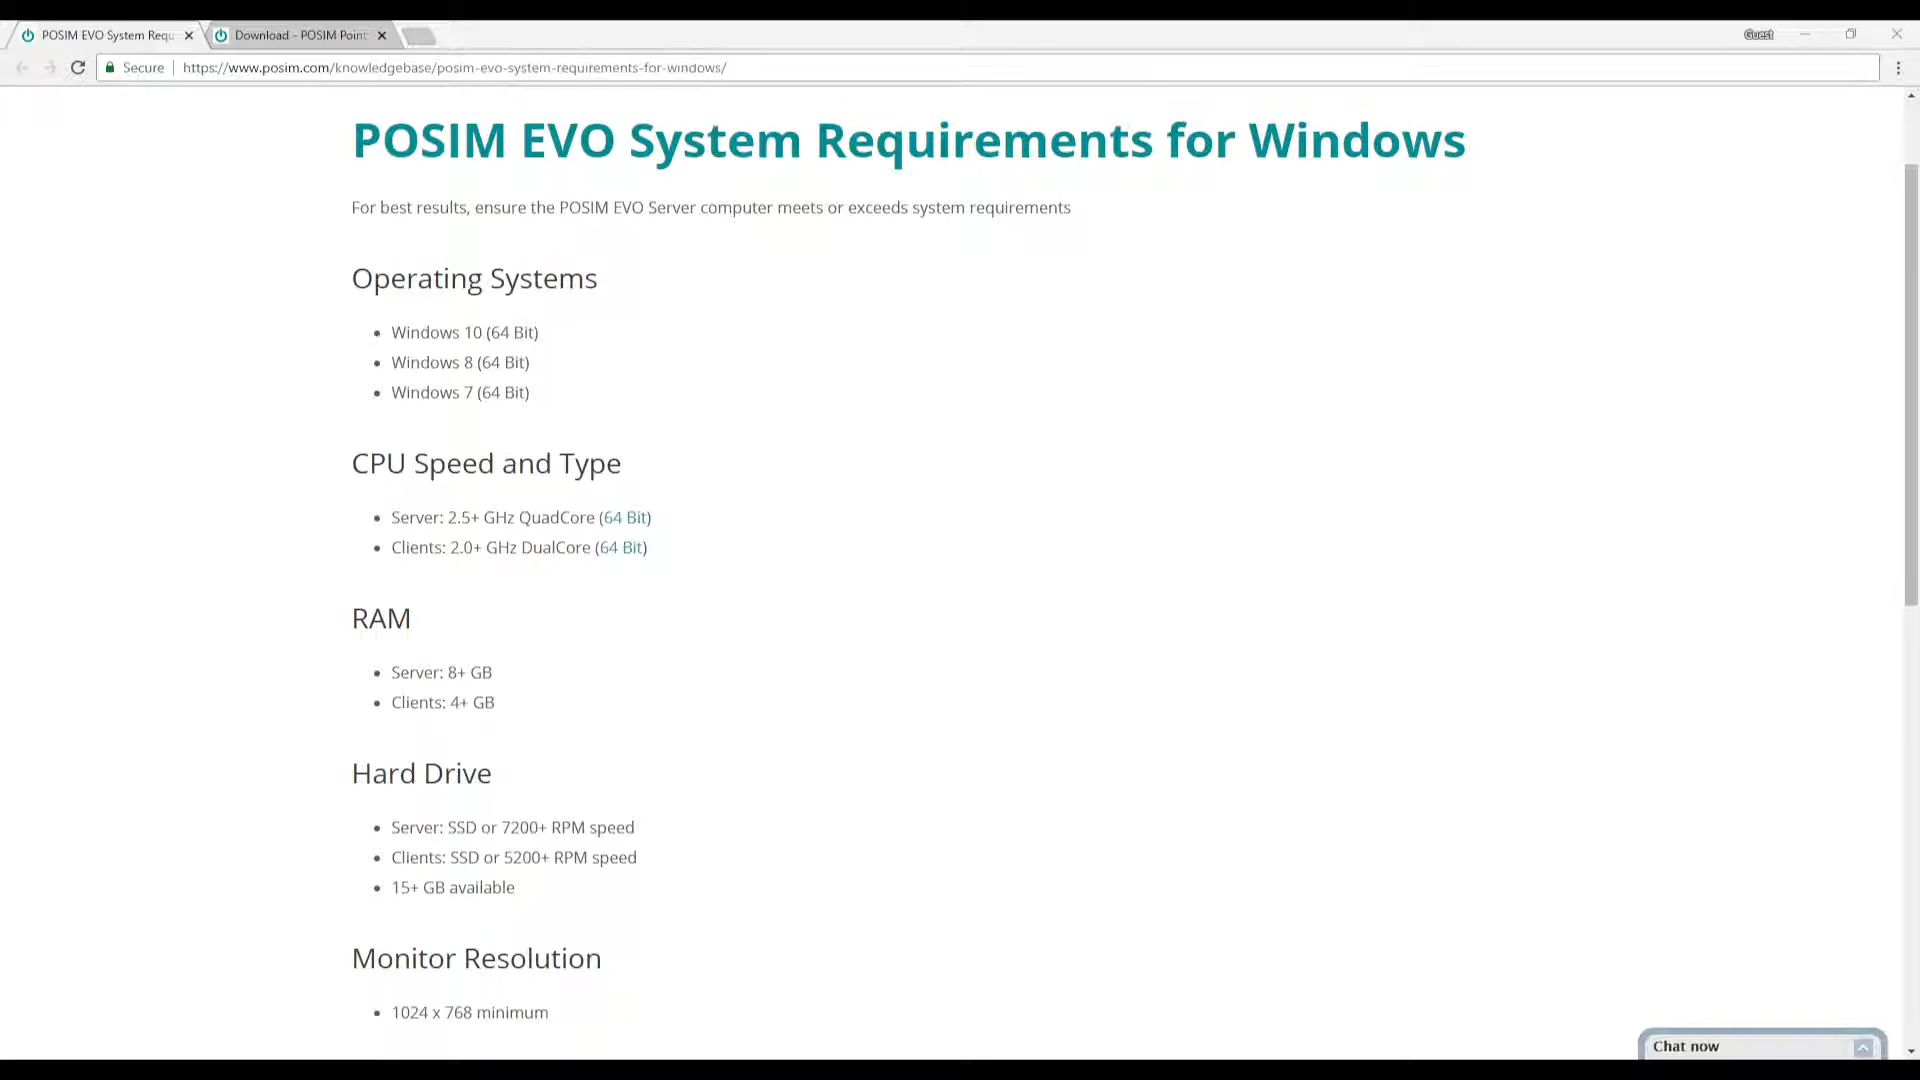 POSIM EVO System Requ
Download - POSIM Point
Guest
Secure
https://www.posim.com/knowledgebase/posim-evo-system-requirements-for-windows/
POSIM EVO System Requirements for Windows
For best results, ensure the POSIM EVO Server computer meets or exceeds system requirements
Operating Systems
Windows 10 (64 Bit)
Windows 8 (64 Bit)
Windows 7 (64 Bit)
CPU Speed and Type
Server: 2.5+ GHz QuadCore (64 Bit)
Clients: 2.0+ GHz DualCore (64 Bit)
RAM
Server: 8+ GB
Clients: 4+ GB
Hard Drive
Server: SSD or 7200+ RPM speed
Clients: SSD or 5200+ RPM speed
15+ GB available
Monitor Resolution
1024 x 768 minimum
Chat now